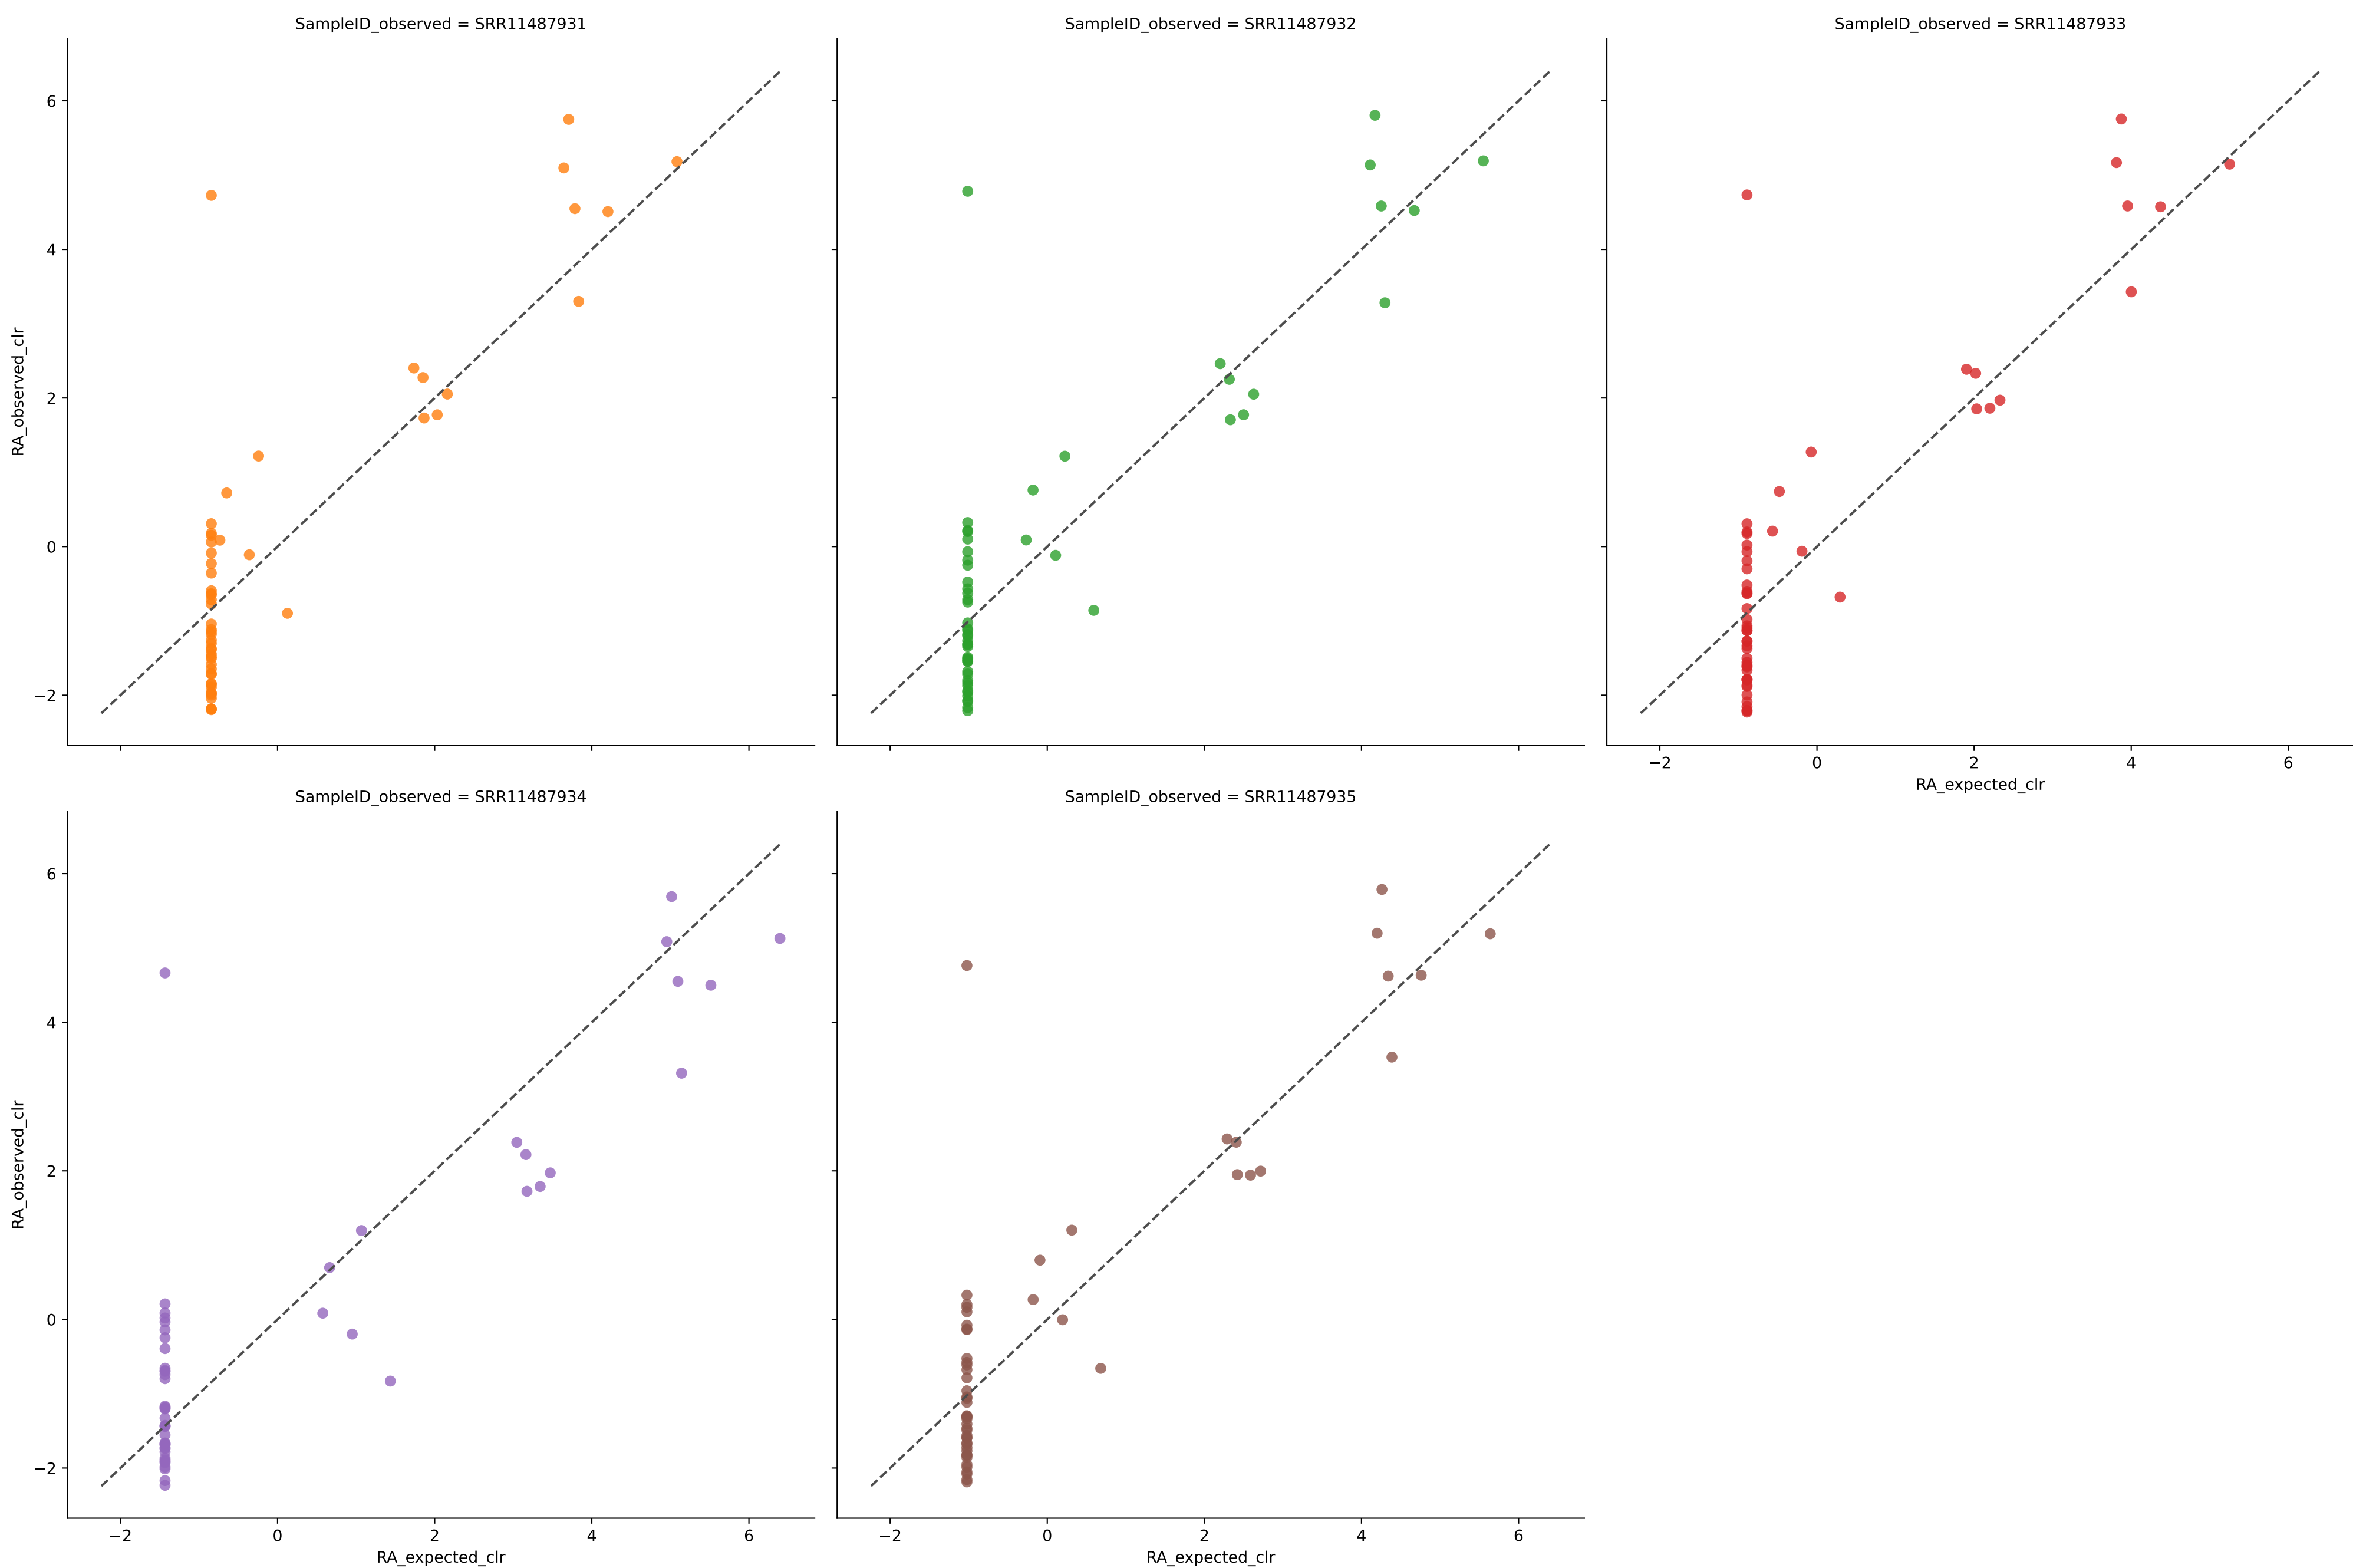 SampleID_observed = SRR11487931
SampleID_observed = SRR11487932
SampleID_observed = SRR11487933
RA_observed_clr
6
4
2
0
−2
−2
0
2
4
6
RA_expected_clr
SampleID_observed = SRR11487934
SampleID_observed = SRR11487935
RA_observed_clr
6
4
2
0
−2
−2
0
2
4
6
RA_expected_clr
−2
0
2
4
6
RA_expected_clr